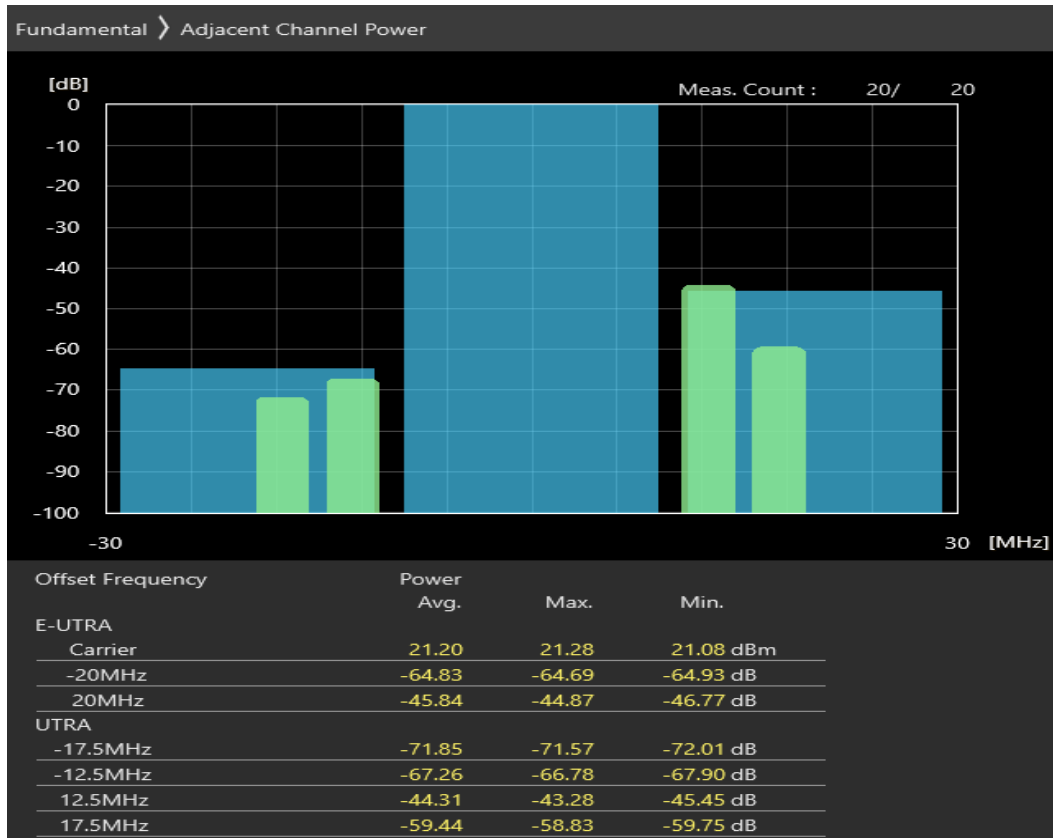 Fundamental 〉 Adjacent Channel Power
[dB]
Meas. Count : 20/ 20
0
-10
-20
-30
-40
-50
-60
-70
-80
-90
-100
-30 30 [MHz]
Offset Frequency Power
Avg. Max. Min.
E-UTRA
Carrier 21.20 21.28 21.08 dBm
-20MHz -64.83 -64.69 -64.93 dB
20MHz -45.84 -44.87 -46.77 dB
UTRA
-17.5MHz -71.85 -71.57 -72.01 dB
-12.5MHz -67.26 -66.78 -67.90 dB
12.5MHz -44.31 -43.28 -45.45 dB
17.5MHz -59.44 -58.83 -59.75 dB